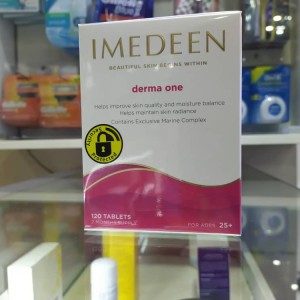 IMEDEEN
BEAUTIFUL SKIN BEGINS WITHIN
derma one
Helps improve skin quality and moisture balance
Helps maintain skin radiance
Contains Exclusive Marine Complex
120 TABLETS
FOR AGES 25+